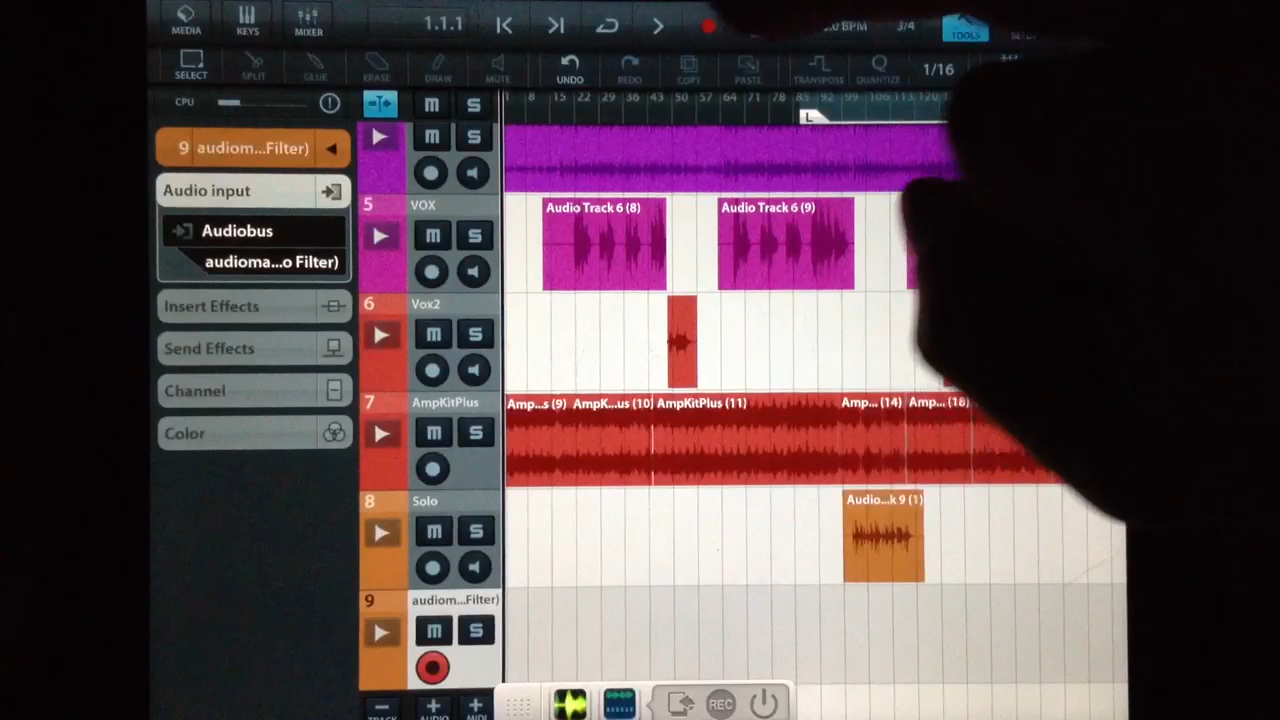 MEDIA KEYS MIXER 1.1.1 BPM 3/4 TOOLS
SELECT SPLIT GLUE ERASE DRAW MUTE UNDO REDO COPY PASTE TRANSPOSE QUANTIZE 1/16
CPU m S 1 8 15 22 29 36 43 50 57 64 71 78 85 92 99 106 113 120
L
9 audiom...Filter) m S
Audio input
5 VOX Audio Track 6 (8) Audio Track 6 (9)
Audiobus m S
audioma...o Filter)
Insert Effects 6 Vox2
m S
Send Effects
Channel
7 AmpKitPlus Amp...s (9) AmpK...us (10) AmpKitPlus (11) Amp... (14) Amp... (18)
Color m S
8 Solo Audio...k 9 (1)
m S
9 audiom...Filter)
m S
TRACK AUDIO MIDI REC